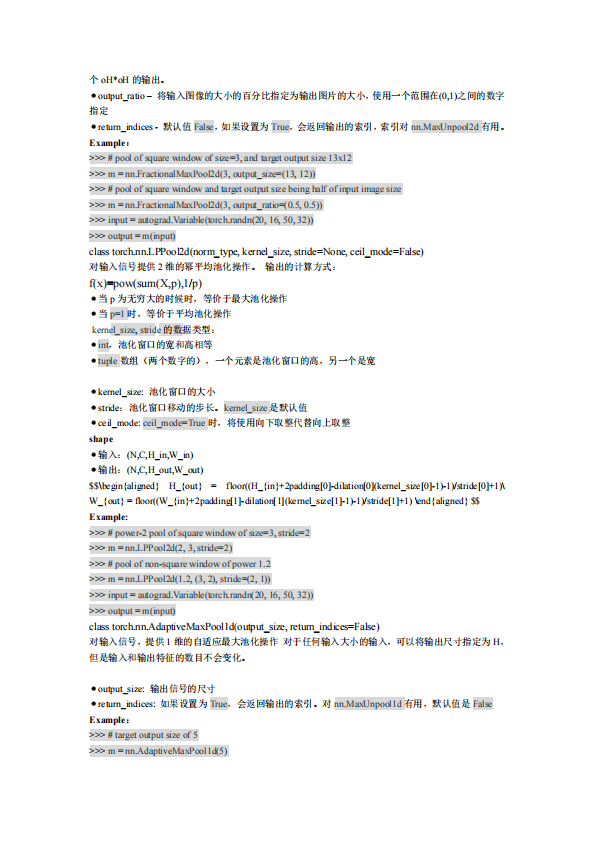 个 oH*oH 的输出。
● output_ratio – 将输入图像的大小的百分比指定为输出图片的大小，使用一个范围在(0,1)之间的数字
指定
● return_indices - 默认值 False，如果设置为 True，会返回输出的索引，索引对 nn.MaxUnpool2d 有用。
Example：
>>> # pool of square window of size=3, and target output size 13x12
>>> m = nn.FractionalMaxPool2d(3, output_size=(13, 12))
>>> # pool of square window and target output size being half of input image size
>>> m = nn.FractionalMaxPool2d(3, output_ratio=(0.5, 0.5))
>>> input = autograd.Variable(torch.randn(20, 16, 50, 32))
>>> output = m(input)
class torch.nn.LPPool2d(norm_type, kernel_size, stride=None, ceil_mode=False)
对输入信号提供 2 维的幂平均池化操作。 输出的计算方式：
f(x)=pow(sum(X,p),1/p)
● 当 p 为无穷大的时候时，等价于最大池化操作
● 当 p=1 时，等价于平均池化操作
kernel_size, stride 的数据类型：
● int，池化窗口的宽和高相等
● tuple 数组（两个数字的），一个元素是池化窗口的高，另一个是宽
● kernel_size: 池化窗口的大小
● stride：池化窗口移动的步长。kernel_size 是默认值
● ceil_mode: ceil_mode=True 时，将使用向下取整代替向上取整
shape
● 输入：(N,C,H_in,W_in)
● 输出：(N,C,H_out,W_out)
$$\begin{aligned} H_{out} = floor((H_{in}+2padding[0]-dilation[0](kernel_size[0]-1)-1)/stride[0]+1)\
W_{out} = floor((W_{in}+2padding[1]-dilation[1](kernel_size[1]-1)-1)/stride[1]+1) \end{aligned} $$
Example:
>>> # power-2 pool of square window of size=3, stride=2
>>> m = nn.LPPool2d(2, 3, stride=2)
>>> # pool of non-square window of power 1.2
>>> m = nn.LPPool2d(1.2, (3, 2), stride=(2, 1))
>>> input = autograd.Variable(torch.randn(20, 16, 50, 32))
>>> output = m(input)
class torch.nn.AdaptiveMaxPool1d(output_size, return_indices=False)
对输入信号，提供 1 维的自适应最大池化操作 对于任何输入大小的输入，可以将输出尺寸指定为 H，
但是输入和输出特征的数目不会变化。
● output_size: 输出信号的尺寸
● return_indices: 如果设置为 True，会返回输出的索引。对 nn.MaxUnpool1d 有用，默认值是 False
Example：
>>> # target output size of 5
>>> m = nn.AdaptiveMaxPool1d(5)